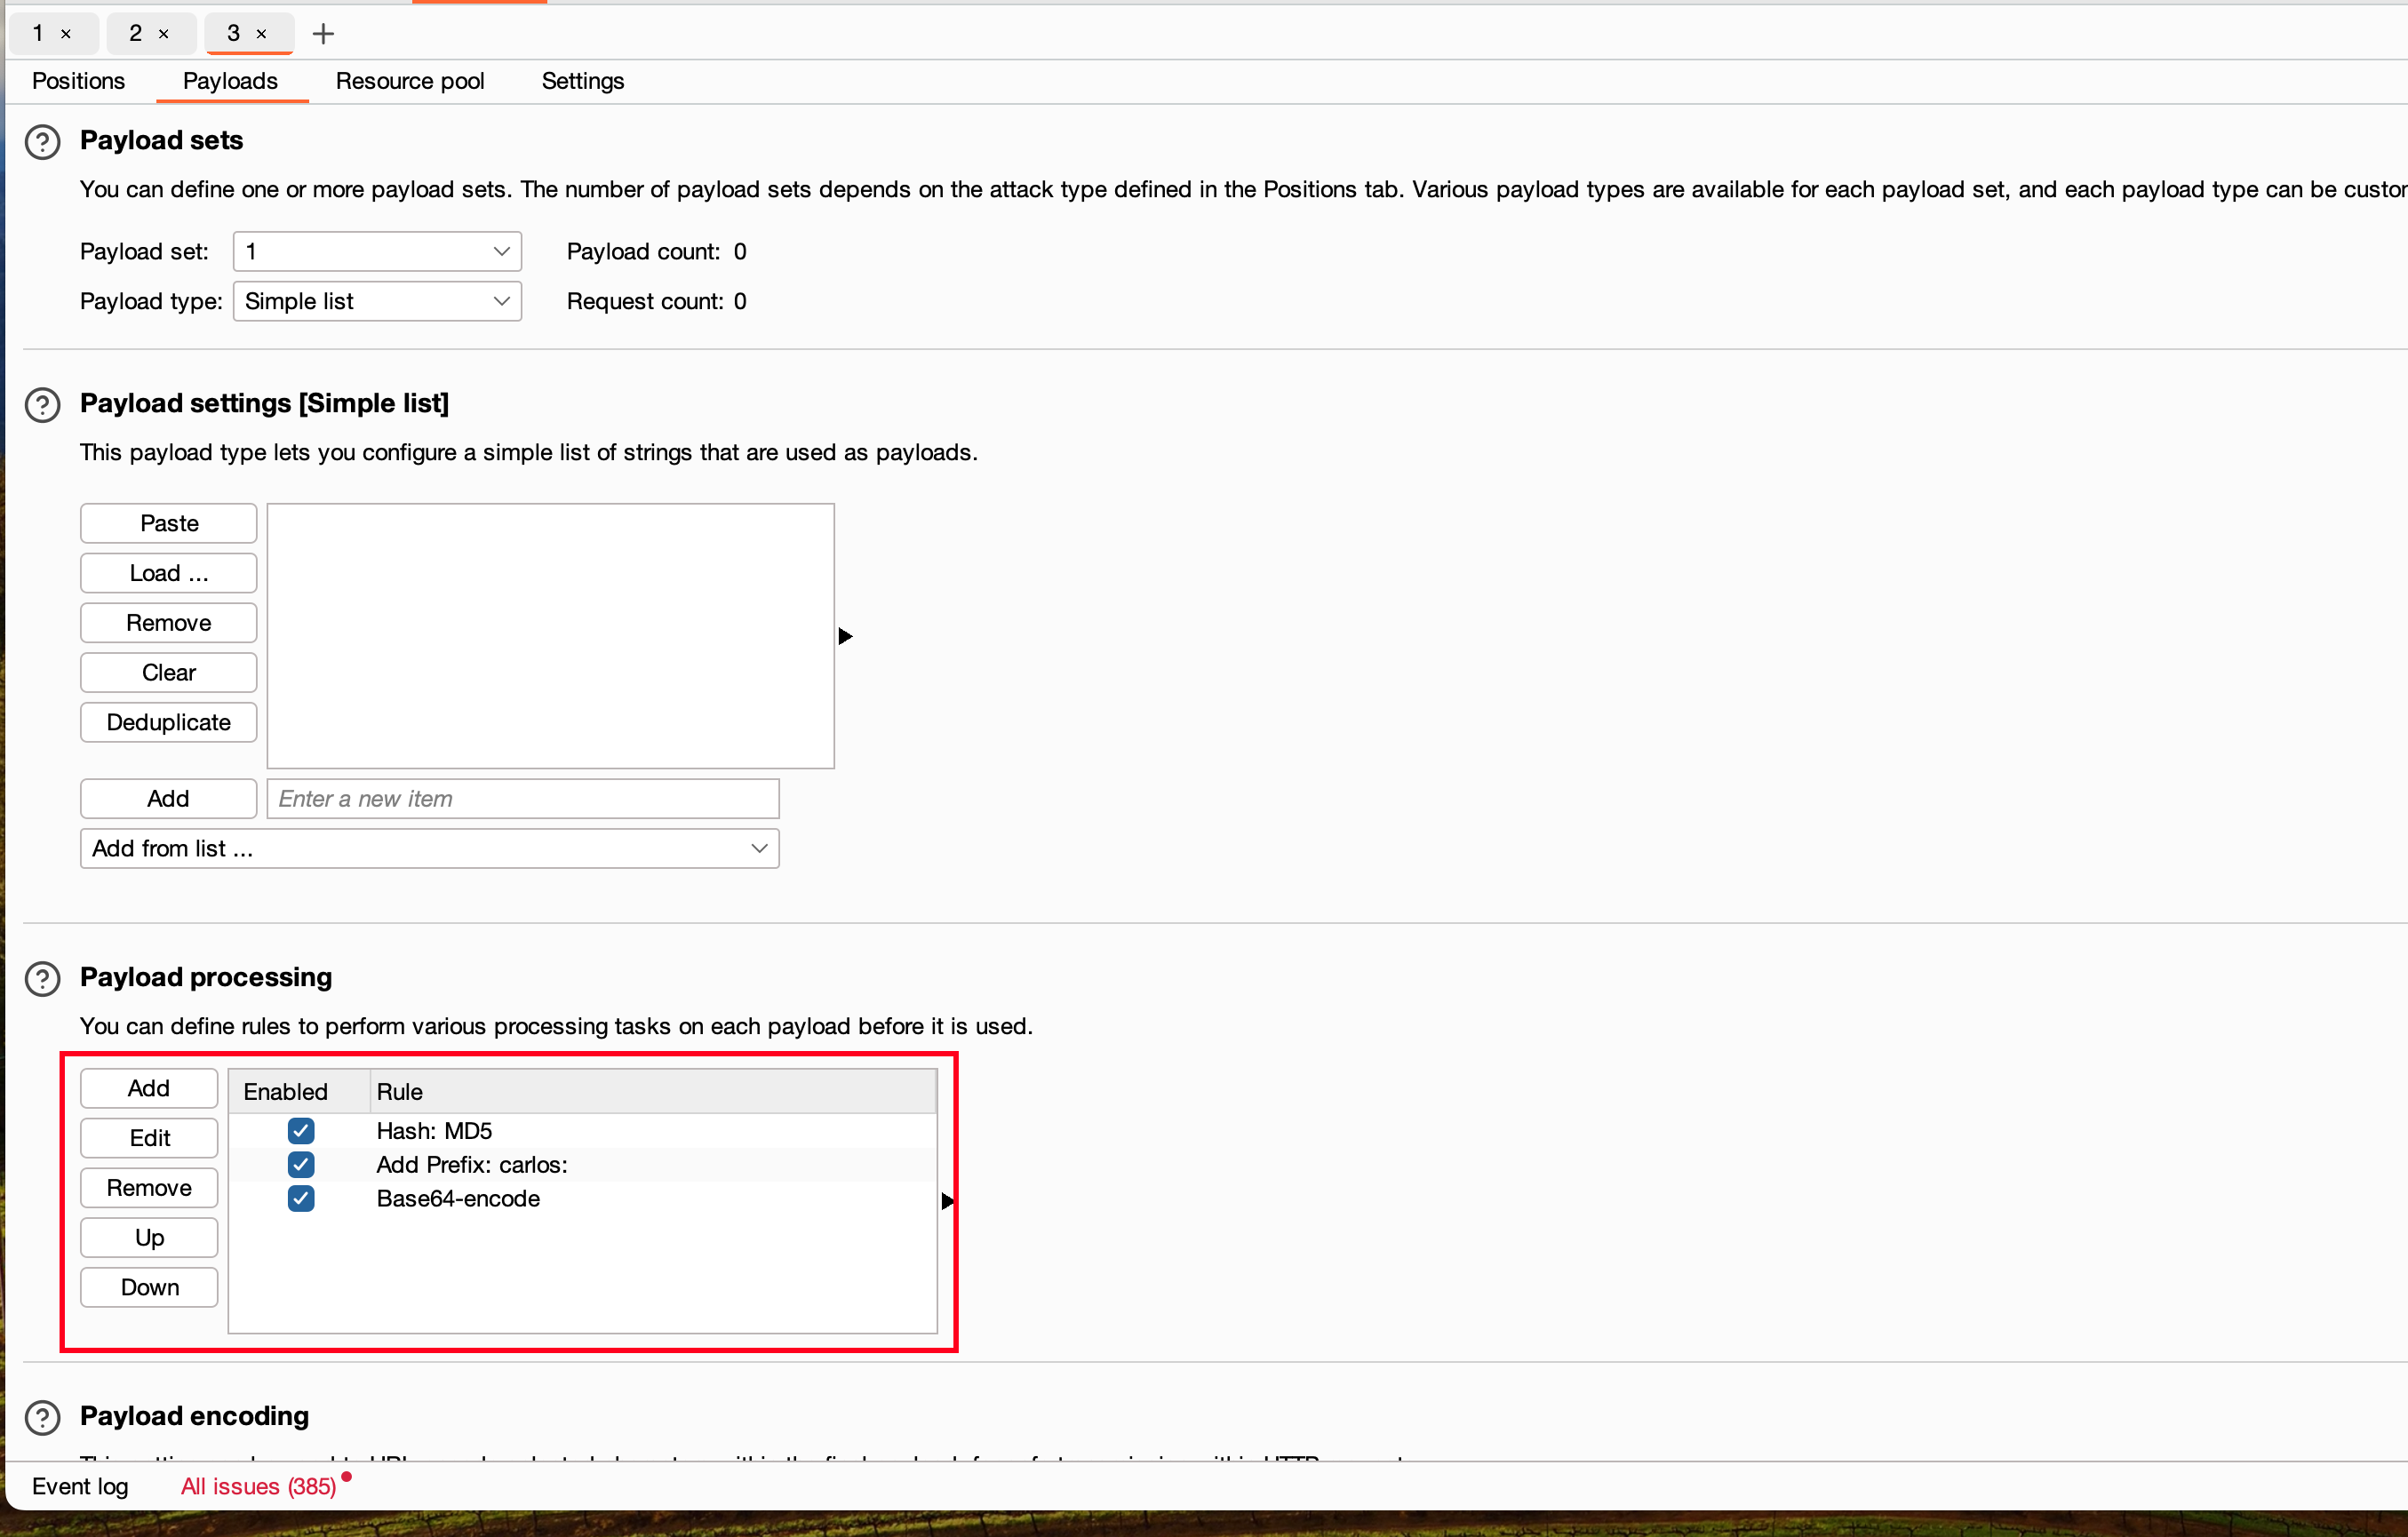 1 × 2 × 3 × +
Positions Payloads Resource pool Settings
? Payload sets
You can define one or more payload sets. The number of payload sets depends on the attack type defined in the Positions tab. Various payload types are available for each payload set, and each payload type can be
Payload set: 1 Payload count: 0
Payload type: Simple list Request count: 0
? Payload settings [Simple list]
This payload type lets you configure a simple list of strings that are used as payloads.
Paste
Load ...
Remove
Clear
Deduplicate
Add Enter a new item
Add from list ...
? Payload processing
You can define rules to perform various processing tasks on each payload before it is used.
Add Enabled Rule
Hash: MD5
Edit
Add Prefix: carlos:
Remove Base64-encode
Up
Down
? Payload encoding
Event log All issues (385)